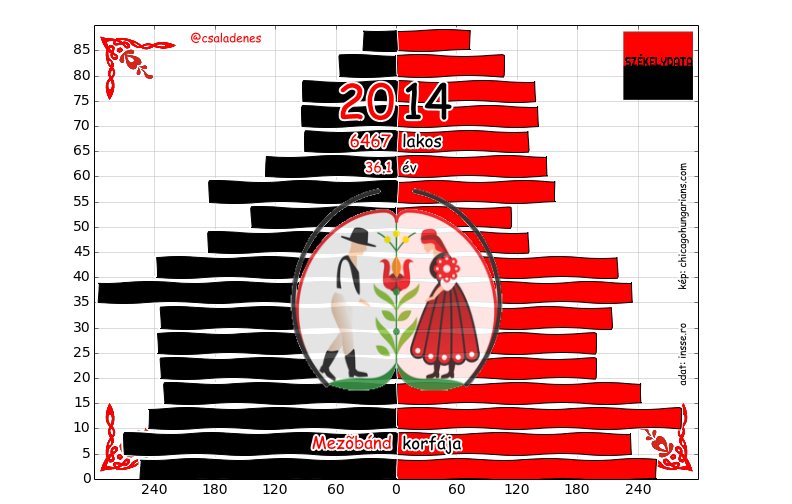 @csaladenes
SZÉKELYDATA
2014
6467 lakos
36.1 év
kép: chicagohungarians.com
adat: insse.ro
Mezőbánd korfája
85
80
75
70
65
60
55
50
45
40
35
30
25
20
15
10
5
0
240 180 120 60 0 60 120 180 240